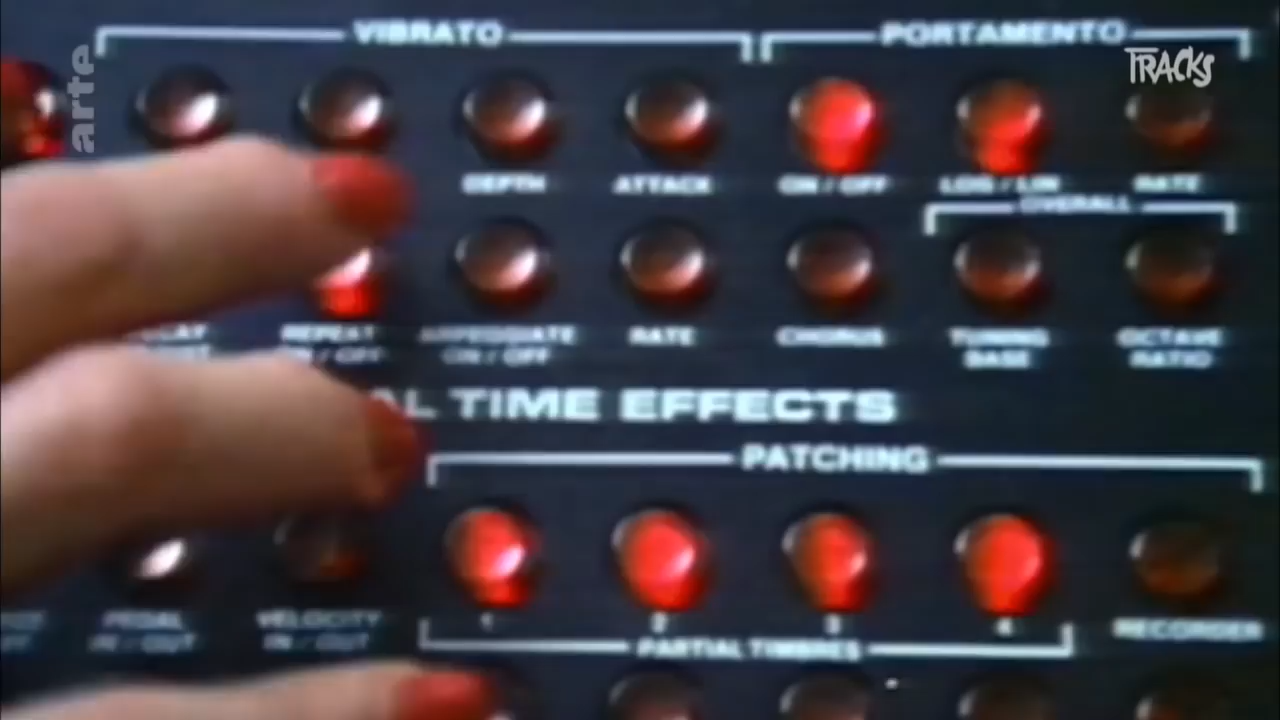 VIBRATO
PORTAMENTO
TRACKS
arte
DEPTH
ATTACK
ON / OFF
LOG / LIN
RATE
OVERALL
REPEAT
ON / OFF
ARPEGGIATE
ON / OFF
RATE
CHORUS
TUNING
BASE
OCTAVE
RATIO
AL TIME EFFECTS
PATCHING
PEDAL
IN / OUT
VELOCITY
IN / OUT
1
2
3
4
RECORDER
PARTIAL TIMBRES